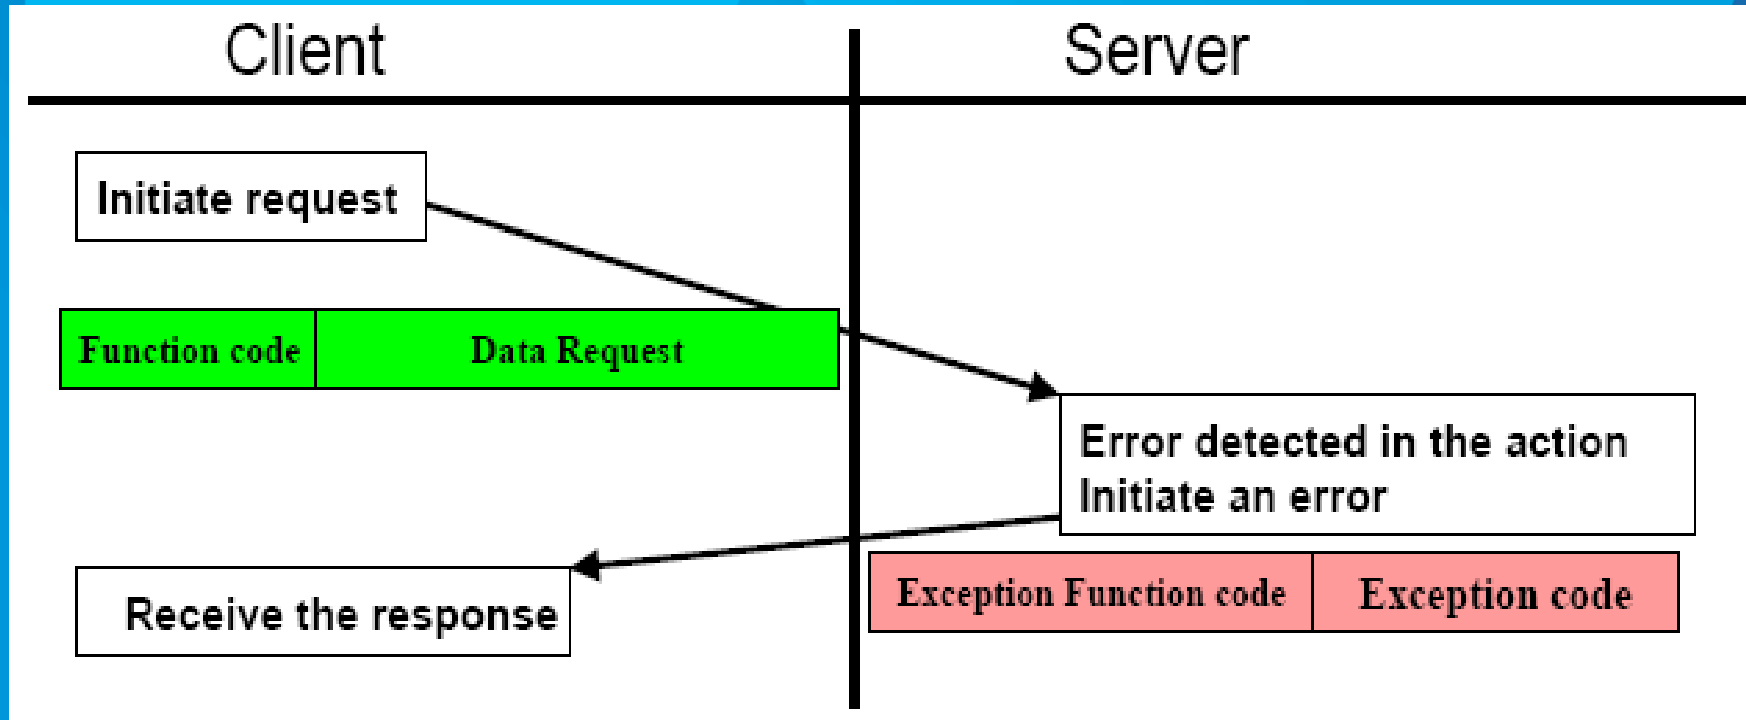 Client
Server
Initiate request
Function code
Data Request
Error detected in the action
Initiate an error
Exception Function code
Exception code
Receive the response